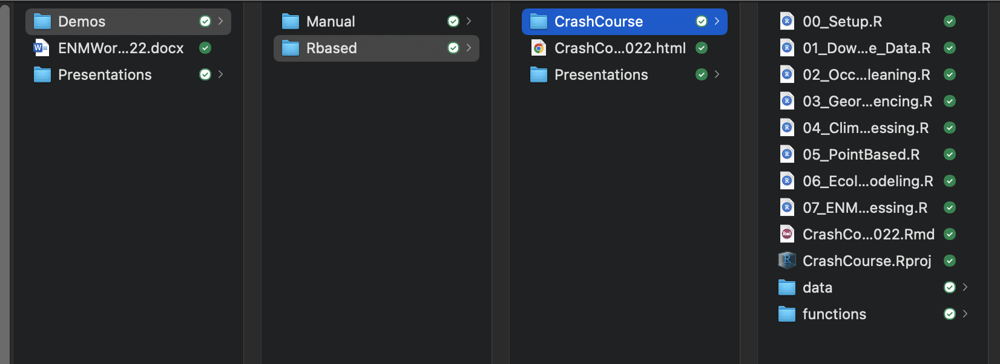 Demos
ENMWor...22.docx
Presentations
Manual
Rbased
CrashCourse
CrashCo...022.html
Presentations
00_Setup.R
01_Dow...e_Data.R
02_Occ...leaning.R
03_Geor...encing.R
04_Clim...essing.R
05_PointBased.R
06_Ecol...odeling.R
07_ENM...essing.R
CrashCo...022.Rmd
CrashCourse.Rproj
data
functions